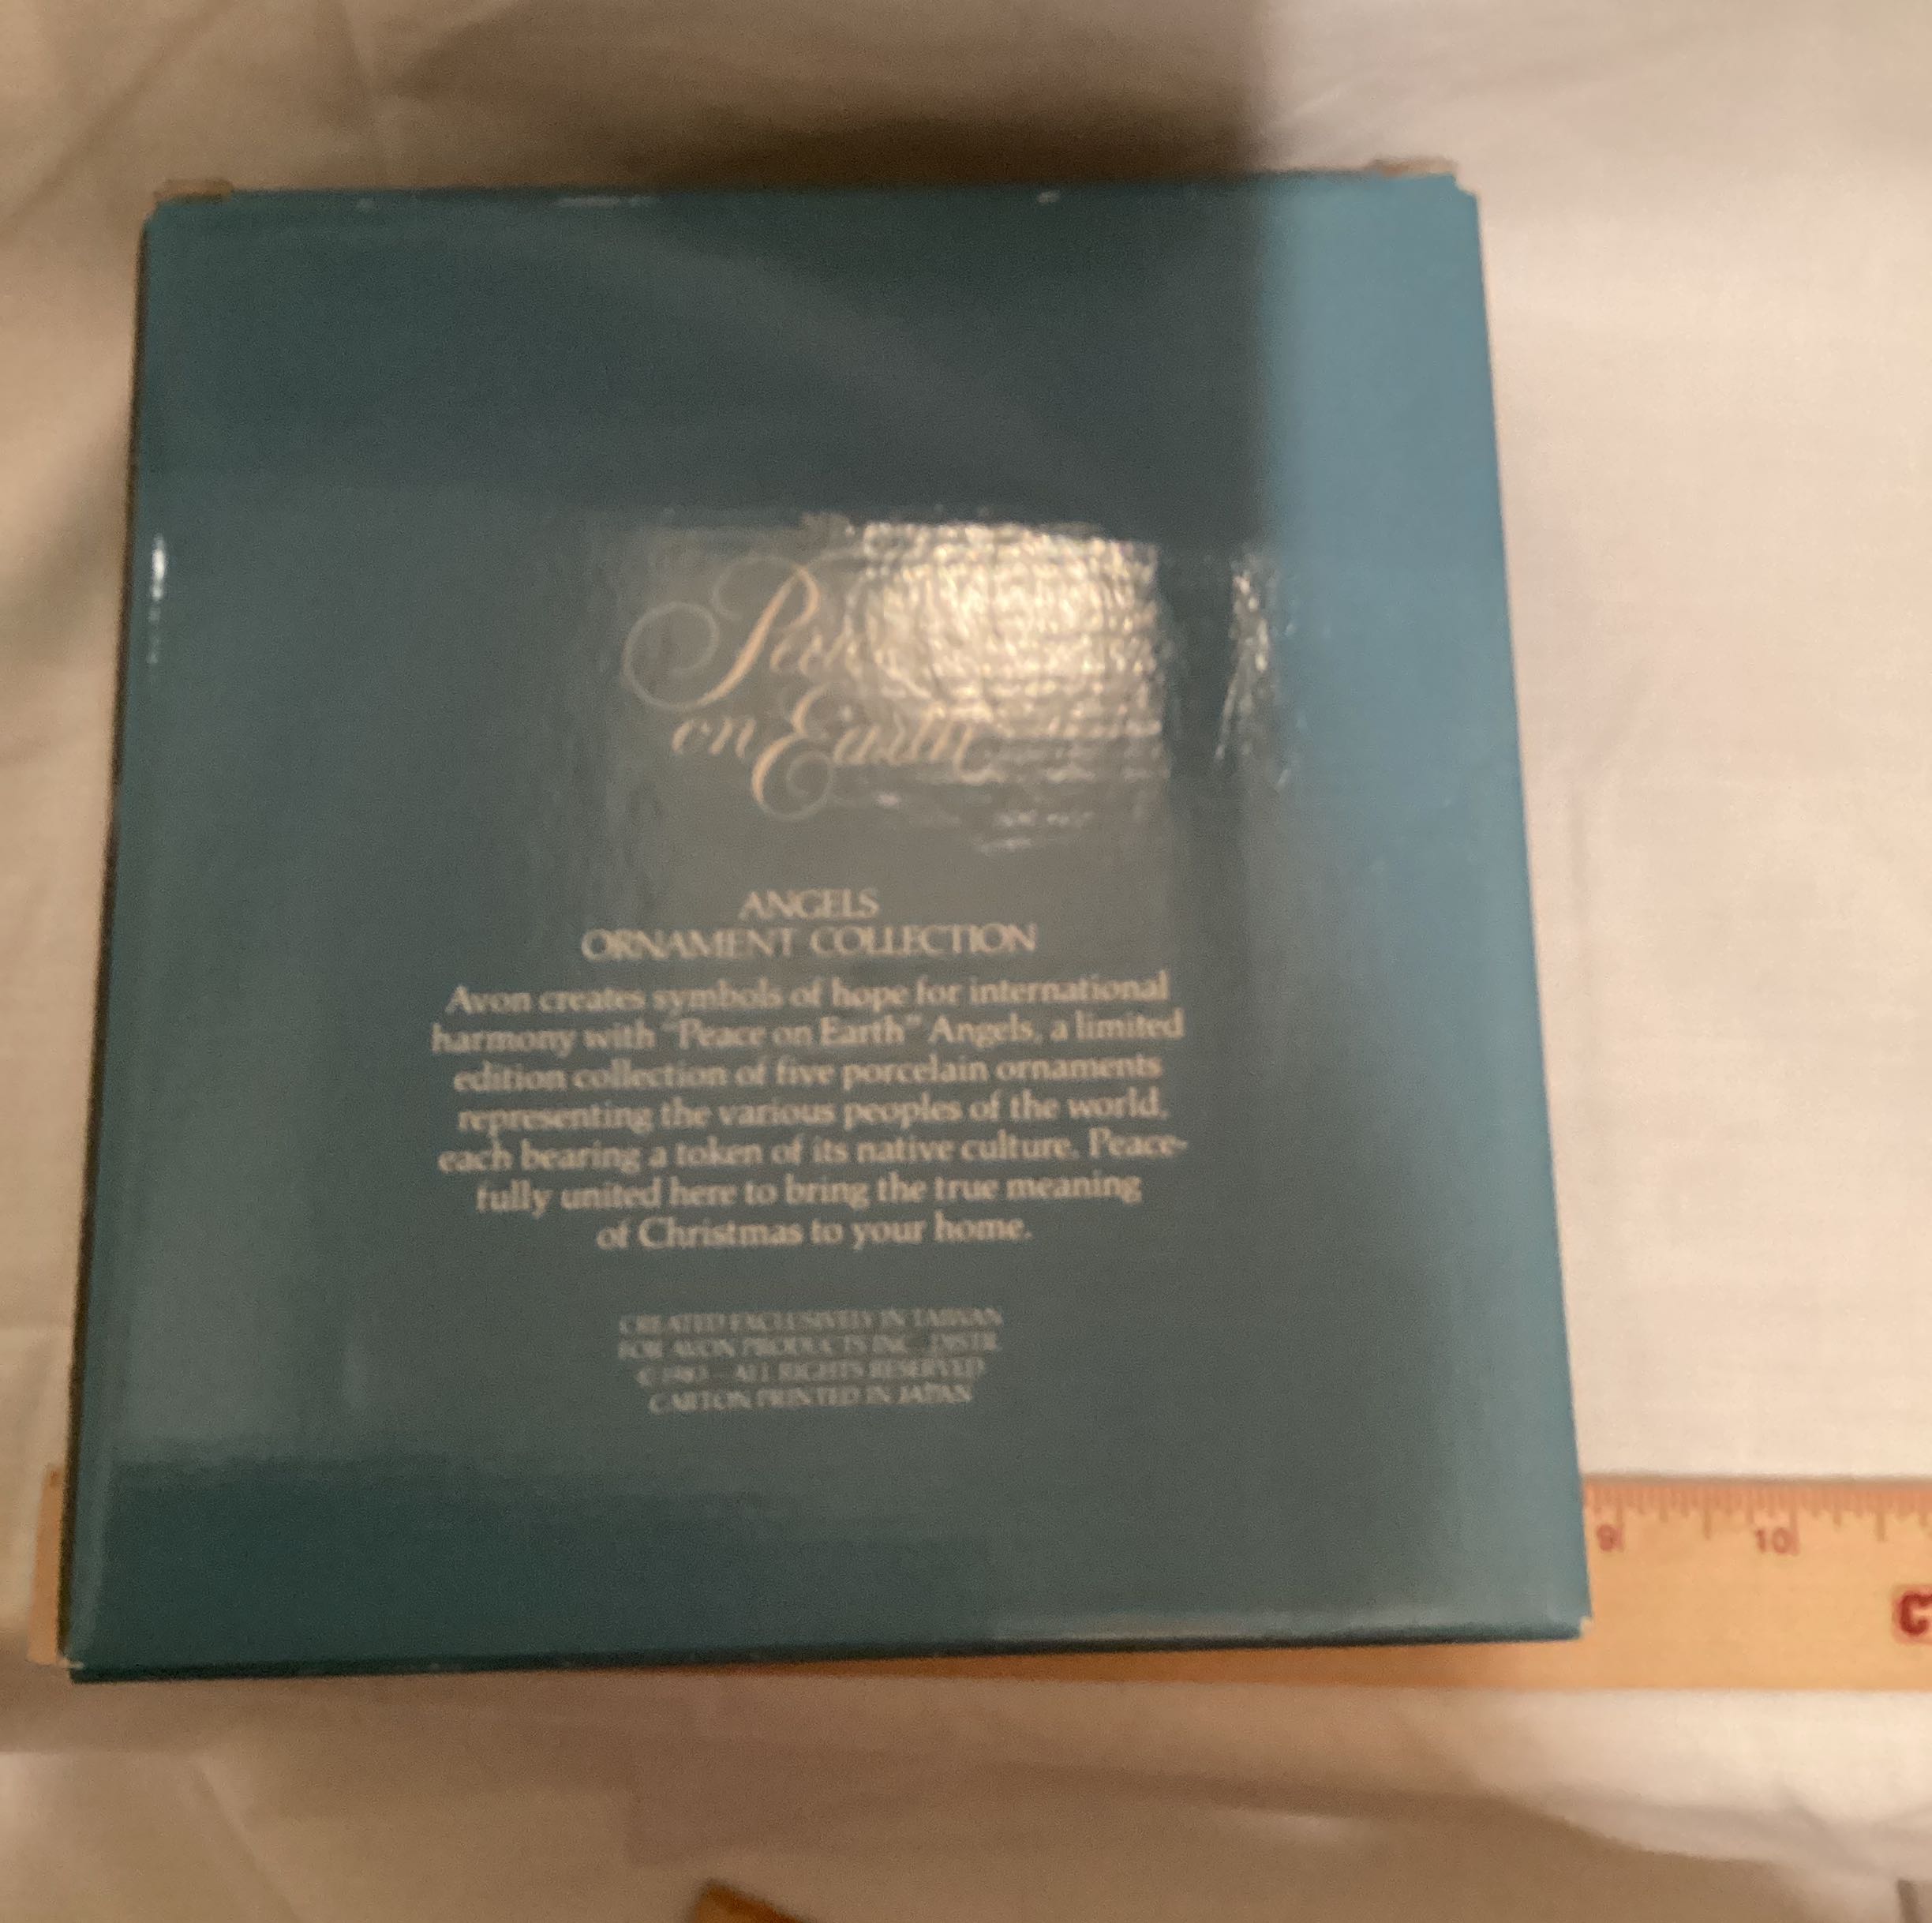 Peace
on Earth
ANGELS
ORNAMENT COLLECTION
Avon creates symbols of hope for international
harmony with "Peace on Earth" Angels, a limited
edition collection of five porcelain ornaments
representing the various peoples of the world,
each bearing a token of its native culture. Peace-
fully united here to bring the true meaning
of Christmas to your home.
CREATED EXCLUSIVELY IN TAIWAN
FOR AVON PRODUCTS INC., DISTR.
© ALL RIGHTS RESERVED
CARTON PRINTED IN JAPAN
9 10